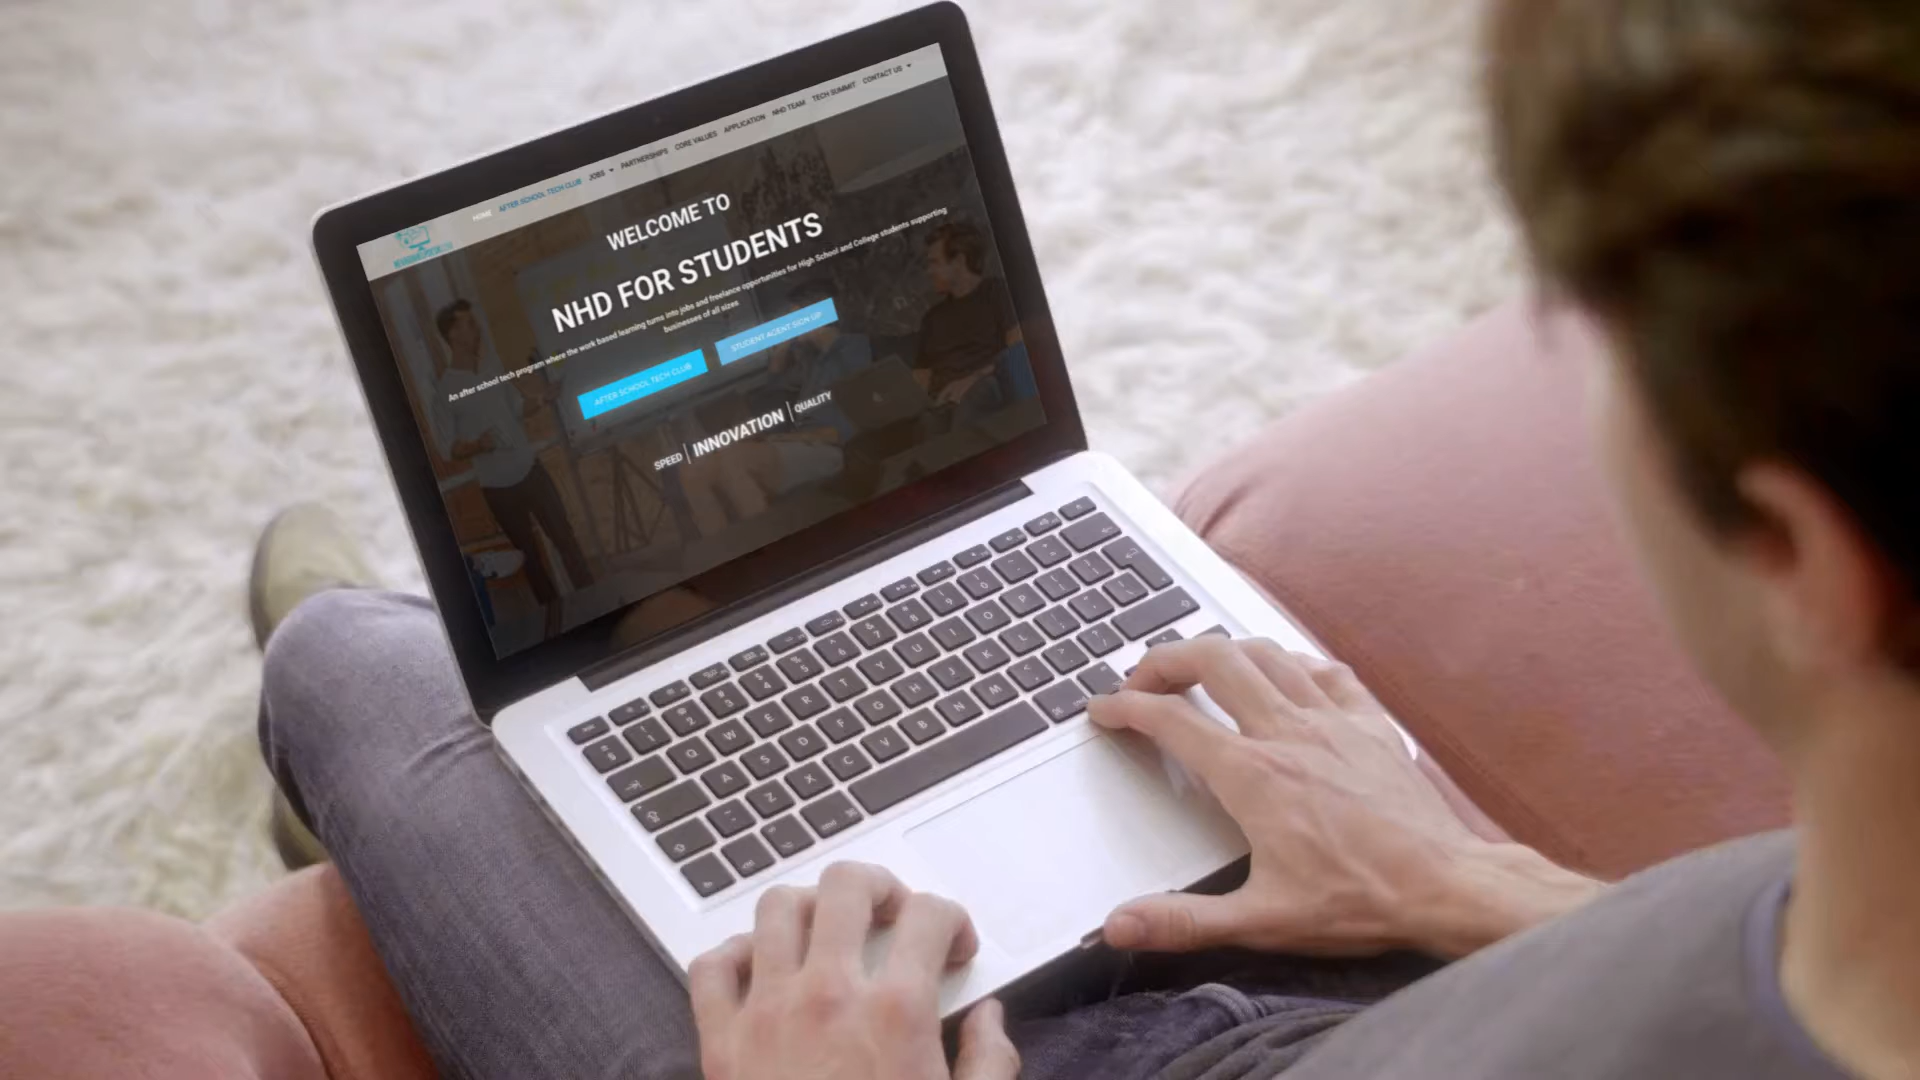 HOME AFTER SCHOOL TECH CLUB JOBS PARTNERSHIPS CORE VALUES APPLICATION NHD TEAM TECH SUMMIT CONTACT US
WELCOME TO
NHD FOR STUDENTS
An after school tech program where the work based learning turns into jobs and freelance opportunities for High School and College students supporting
businesses of all sizes
AFTER SCHOOL TECH CLUB STUDENT AGENT SIGN UP
SPEED INNOVATION QUALITY